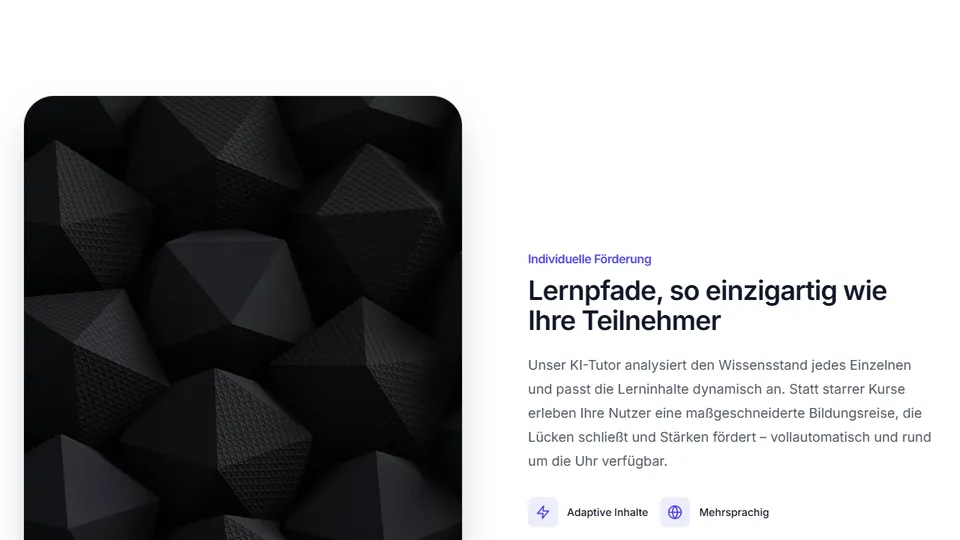 Individuelle Förderung
Lernpfade, so einzigartig wie
Ihre Teilnehmer
Unser KI-Tutor analysiert den Wissensstand jedes Einzelnen
und passt die Lerninhalte dynamisch an. Statt starrer Kurse
erleben Ihre Nutzer eine maßgeschneiderte Bildungsreise, die
Lücken schließt und Stärken fördert – vollautomatisch und rund
um die Uhr verfügbar.
Adaptive Inhalte
Mehrsprachig